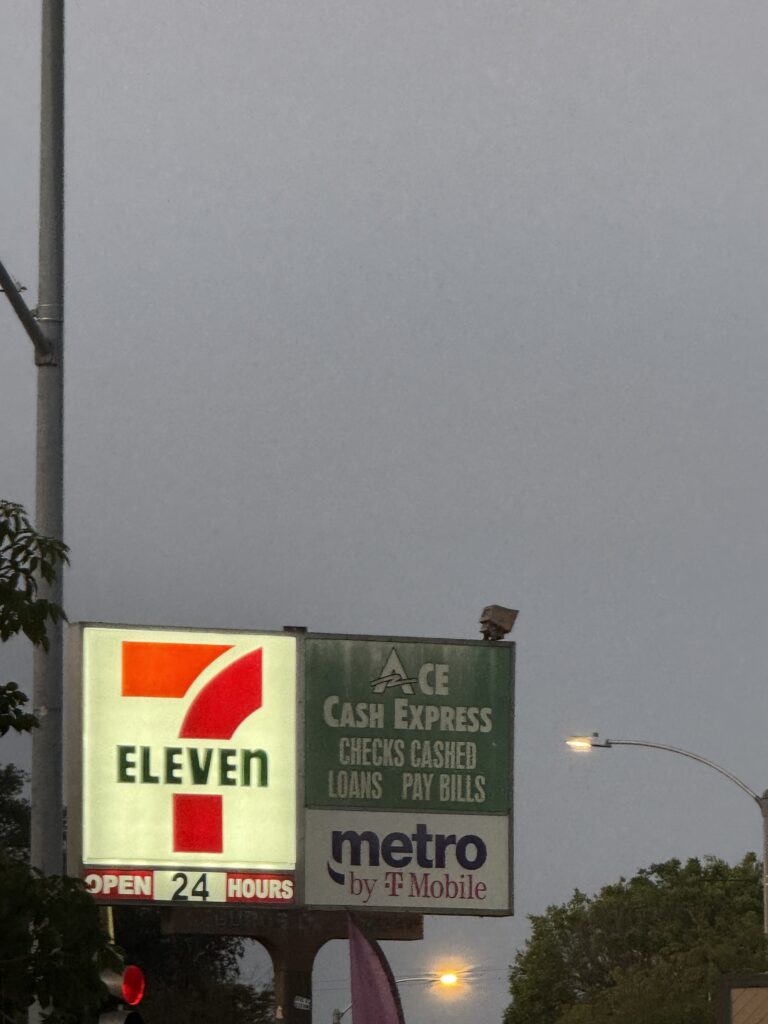 7
ELEVEn
OPEN 24 HOURS
ACE
CASH EXPRESS
CHECKS CASHED
LOANS PAY BILLS
metro
by T Mobile